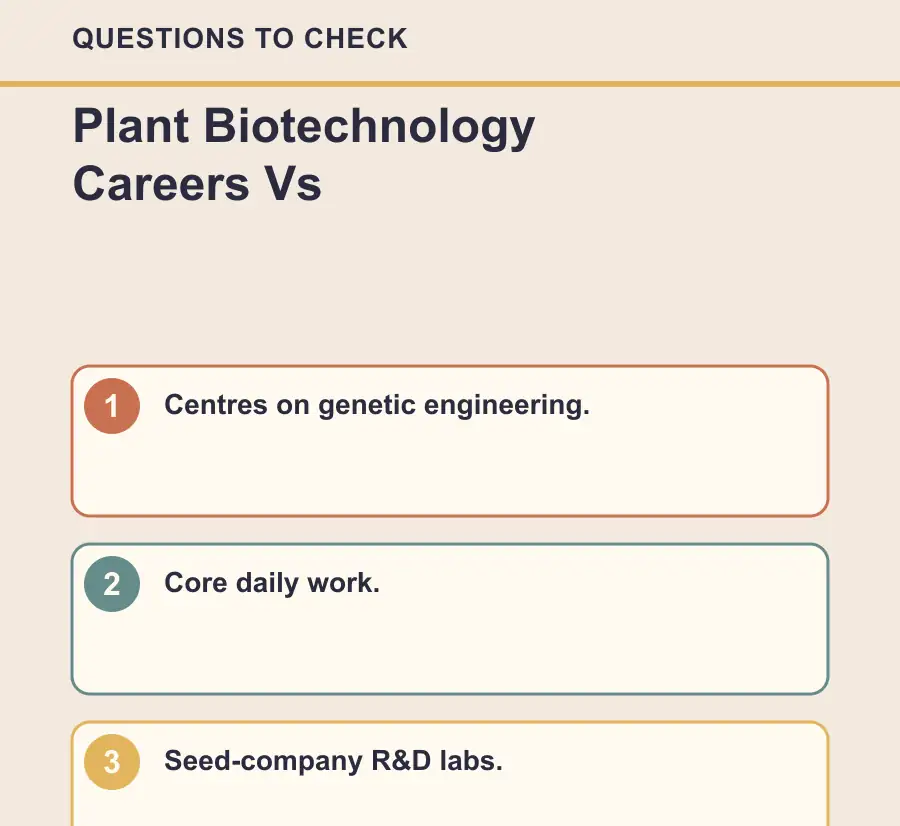 QUESTIONS TO CHECK
Plant Biotechnology
Careers Vs
1 Centres on genetic engineering.
2 Core daily work.
3 Seed-company R&D labs.